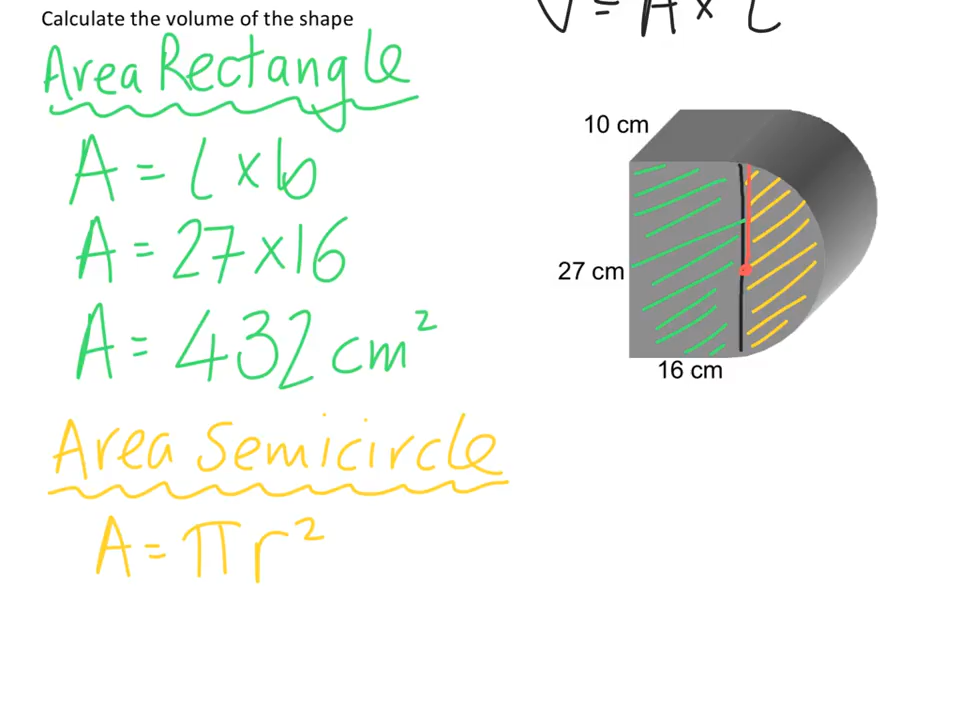 Calculate the volume of the shape
V = A × L
Area Rectangle
A = l × b
A = 27 × 16
A = 432 cm²
10 cm
27 cm
16 cm
Area Semicircle
A = πr²